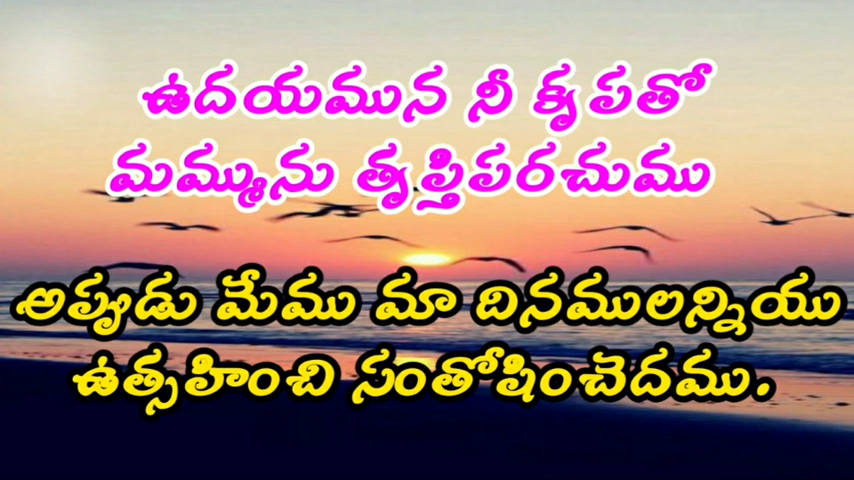 ఉదయమున నీ కృపతో
మమ్మును తృప్తిపరచుము
అప్పుడు మేము మా దినములన్నియు
ఉత్సహించి సంతోషించెదము.